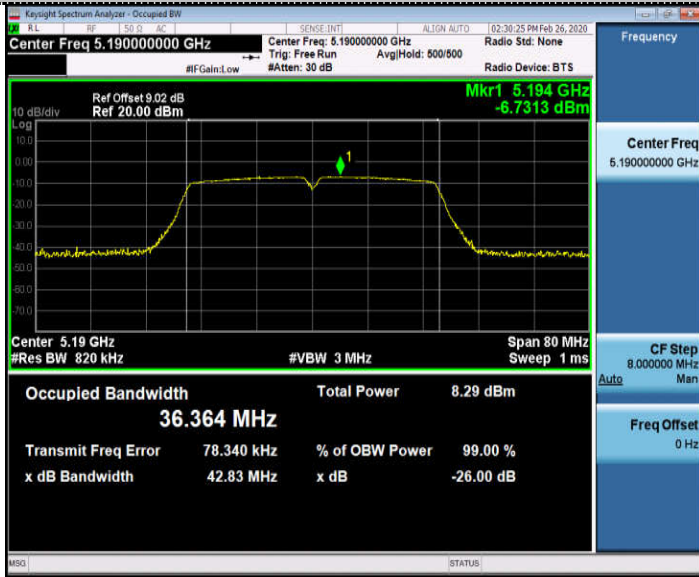 Keysight Spectrum Analyzer - Occupied BW
RL RF 50 Ω AC SENSE:INT ALIGN AUTO 02:30:25 PM Feb 26, 2020
Center Freq 5.190000000 GHz
Center Freq: 5.190000000 GHz
Radio Std: None
Trig: Free Run Avg|Hold: 500/500
#IFGain:Low
#Atten: 30 dB
Radio Device: BTS
Ref Offset 9.02 dB
10 dB/div Ref 20.00 dBm
Mkr1 5.194 GHz
-6.7313 dBm
Log
10.0
0.00
-10.0
-20.0
-30.0
-40.0
-50.0
-60.0
-70.0
1
Center 5.19 GHz Span 80 MHz
#Res BW 820 kHz #VBW 3 MHz Sweep 1 ms
Occupied Bandwidth Total Power 8.29 dBm
36.364 MHz
Transmit Freq Error 78.340 kHz % of OBW Power 99.00 %
x dB Bandwidth 42.83 MHz x dB -26.00 dB
MSG STATUS
Frequency
Center Freq
5.190000000 GHz
CF Step
8.000000 MHz
Auto Man
Freq Offset
0 Hz